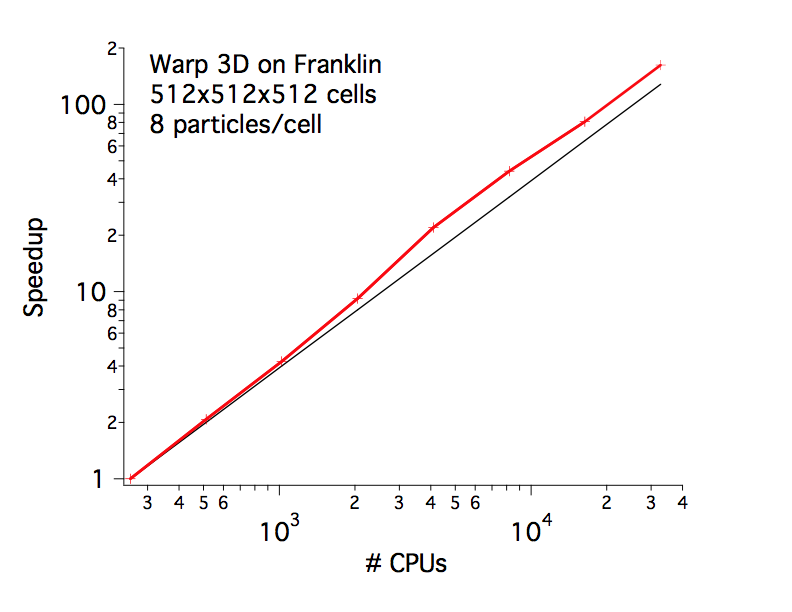 Warp 3D on Franklin
512x512x512 cells
8 particles/cell
Speedup
2
100
8
6
4
2
10
8
6
4
2
1
3 4 5 6 2 3 4 5 6 2 3 4
10³ 10⁴
# CPUs